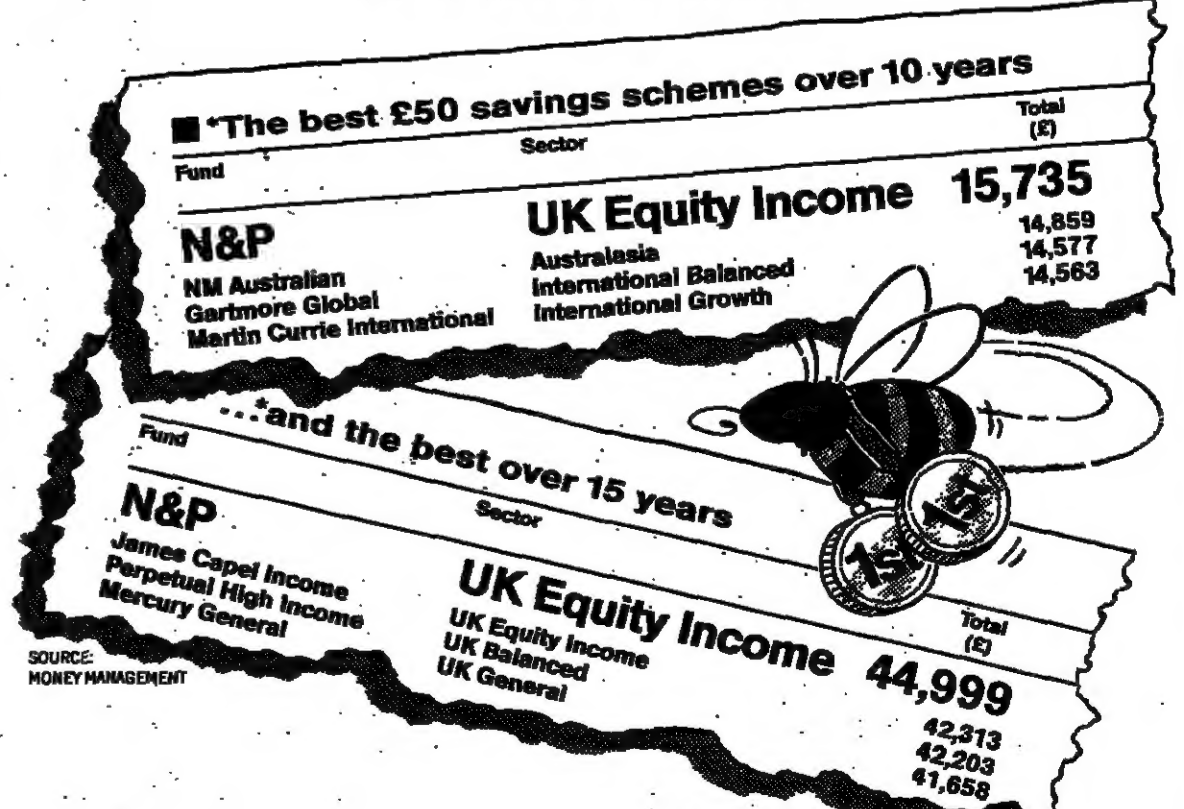 ■ *The best £50 savings schemes over 10 years
Fund Sector Total (£)
N&P UK Equity Income 15,735
NM Australian Australasia 14,859
Gartmore Global International Balanced 14,577
Martin Currie International International Growth 14,563
...*and the best over 15 years
Fund Sector Total (£)
N&P UK Equity Income 44,999
James Capel Income UK Equity Income 42,313
Perpetual High Income UK Balanced 42,203
Mercury General UK General 41,658
1st
1st
SOURCE:
MONEY MANAGEMENT